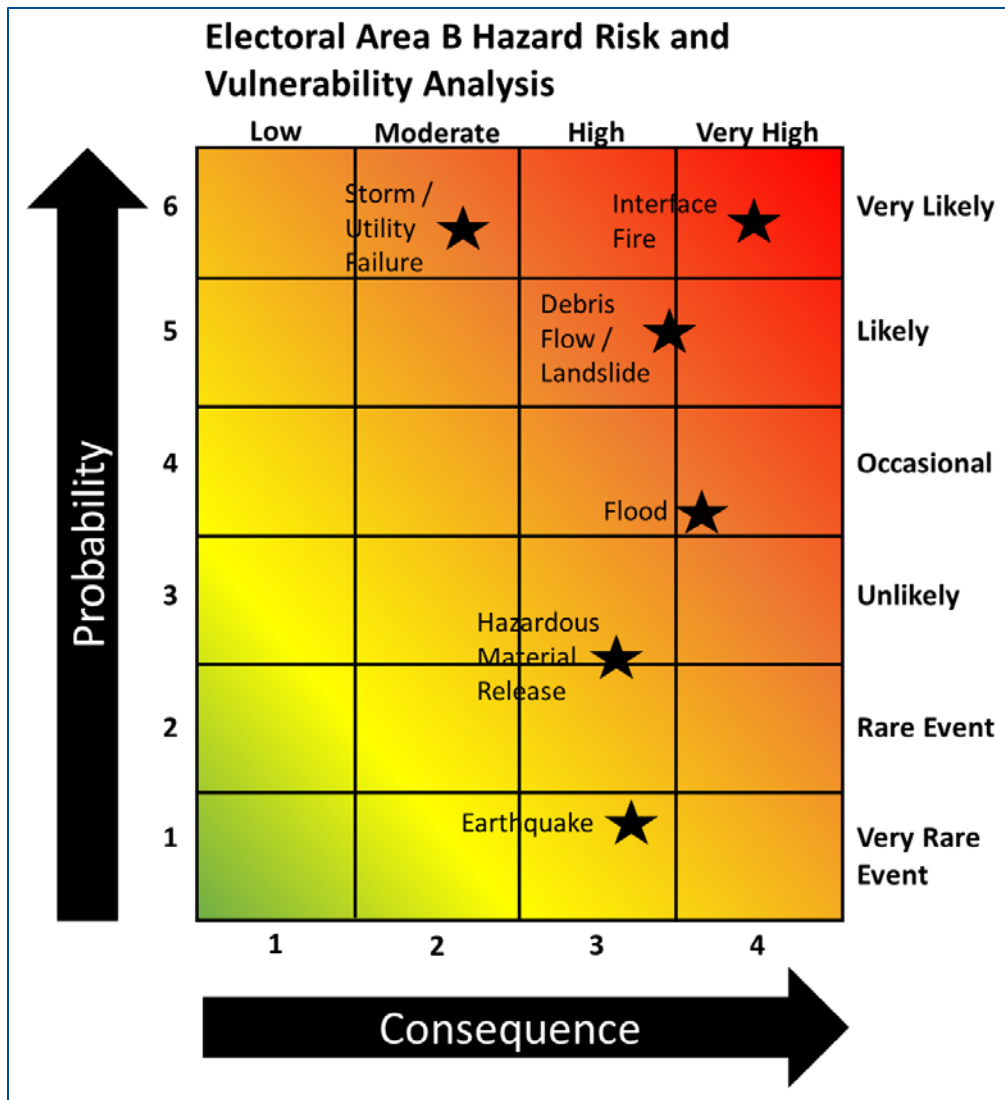 Electoral Area B Hazard Risk and
Vulnerability Analysis
Low Moderate High Very High
6
Storm /
Utility
Failure
Interface
Fire
Very Likely
5
Debris
Flow /
Landslide
Likely
4
Flood
Occasional
3
Hazardous
Material
Release
Unlikely
2
Rare Event
1
Earthquake
Very Rare
Event
Probability
1 2 3 4
Consequence